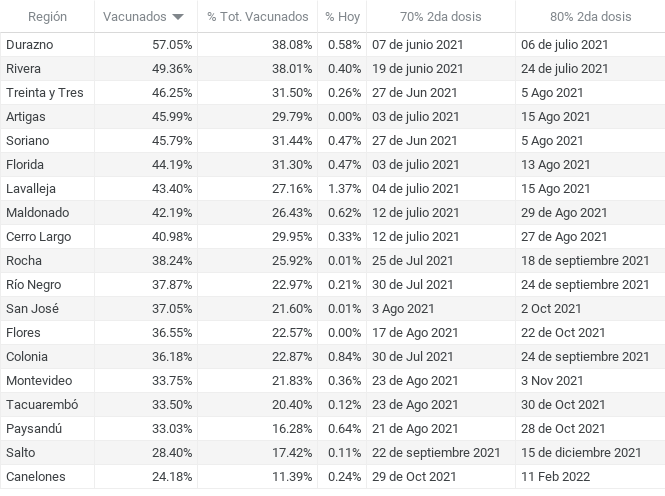 Región Vacunados % Tot. Vacunados % Hoy 70% 2da dosis 80% 2da dosis
Durazno 57.05% 38.08% 0.58% 07 de junio 2021 06 de julio 2021
Rivera 49.36% 38.01% 0.40% 19 de junio 2021 24 de julio 2021
Treinta y Tres 46.25% 31.50% 0.26% 27 de Jun 2021 5 Ago 2021
Artigas 45.99% 29.79% 0.00% 03 de julio 2021 15 Ago 2021
Soriano 45.79% 31.44% 0.47% 27 de Jun 2021 5 Ago 2021
Florida 44.19% 31.30% 0.47% 03 de julio 2021 13 Ago 2021
Lavalleja 43.40% 27.16% 1.37% 04 de julio 2021 15 Ago 2021
Maldonado 42.19% 26.43% 0.62% 12 de julio 2021 29 de Ago 2021
Cerro Largo 40.98% 29.95% 0.33% 12 de julio 2021 27 de Ago 2021
Rocha 38.24% 25.92% 0.01% 25 de Jul 2021 18 de septiembre 2021
Río Negro 37.87% 22.97% 0.21% 30 de Jul 2021 24 de septiembre 2021
San José 37.05% 21.60% 0.01% 3 Ago 2021 2 Oct 2021
Flores 36.55% 22.57% 0.00% 17 de Ago 2021 22 de Oct 2021
Colonia 36.18% 22.87% 0.84% 30 de Jul 2021 24 de septiembre 2021
Montevideo 33.75% 21.83% 0.36% 23 de Ago 2021 3 Nov 2021
Tacuarembó 33.50% 20.40% 0.12% 23 de Ago 2021 30 de Oct 2021
Paysandú 33.03% 16.28% 0.64% 21 de Ago 2021 28 de Oct 2021
Salto 28.40% 17.42% 0.11% 22 de septiembre 2021 15 de diciembre 2021
Canelones 24.18% 11.39% 0.24% 29 de Oct 2021 11 Feb 2022